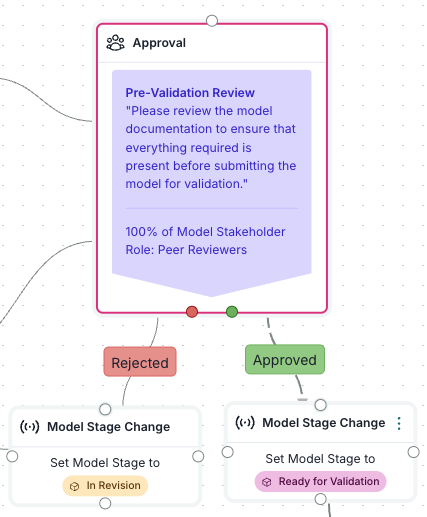 Approval
Pre-Validation Review
"Please review the model
documentation to ensure that
everything required is
present before submitting the
model for validation."
100% of Model Stakeholder
Role: Peer Reviewers
Rejected
Approved
Model Stage Change
Set Model Stage to
In Revision
Model Stage Change
Set Model Stage to
Ready for Validation